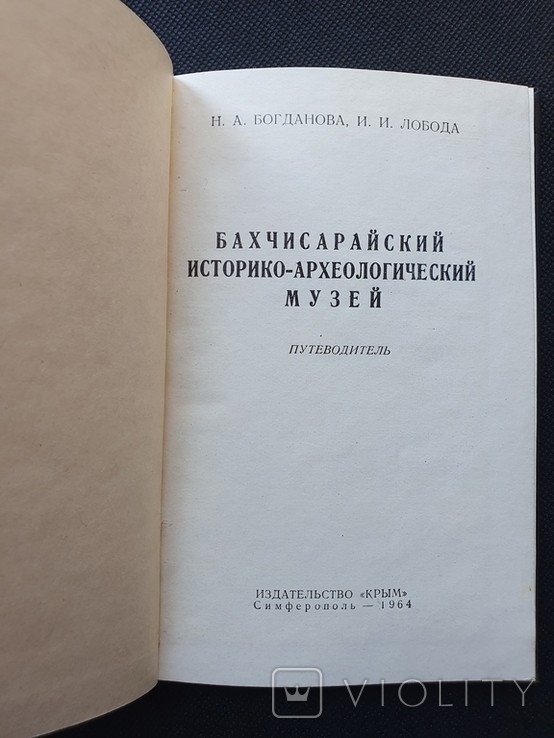 Н. А. БОГДАНОВА, И. И. ЛОБОДА
БАХЧИСАРАЙСКИЙ
ИСТОРИКО-АРХЕОЛОГИЧЕСКИЙ
МУЗЕЙ
ПУТЕВОДИТЕЛЬ
ИЗДАТЕЛЬСТВО «КРЫМ»
Симферополь — 1964
VIOLITY